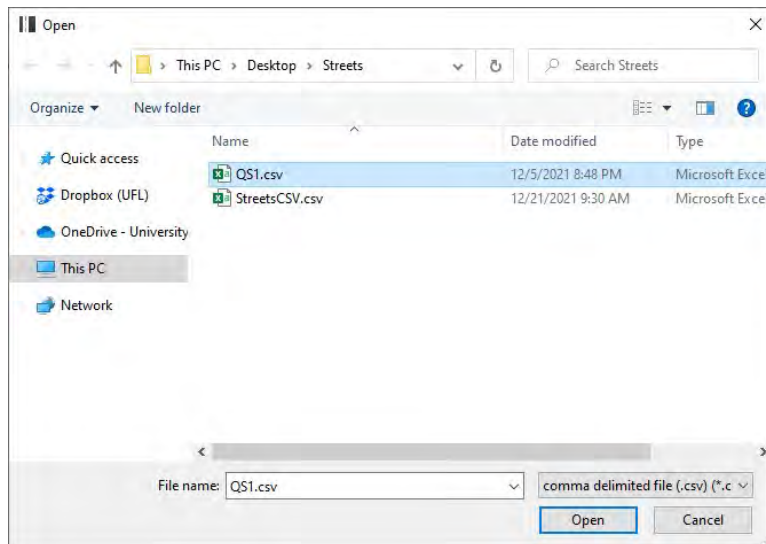 Open
This PC > Desktop > Streets
Search Streets
Organize
New folder
Name
Date modified
Type
Quick access
QS1.csv
12/5/2021 8:48 PM
Microsoft Exce
Dropbox (UFL)
StreetsCSV.csv
12/21/2021 9:30 AM
Microsoft Exce
OneDrive - University
This PC
Network
File name:
QS1.csv
comma delimited file (.csv) (*.c
Open
Cancel